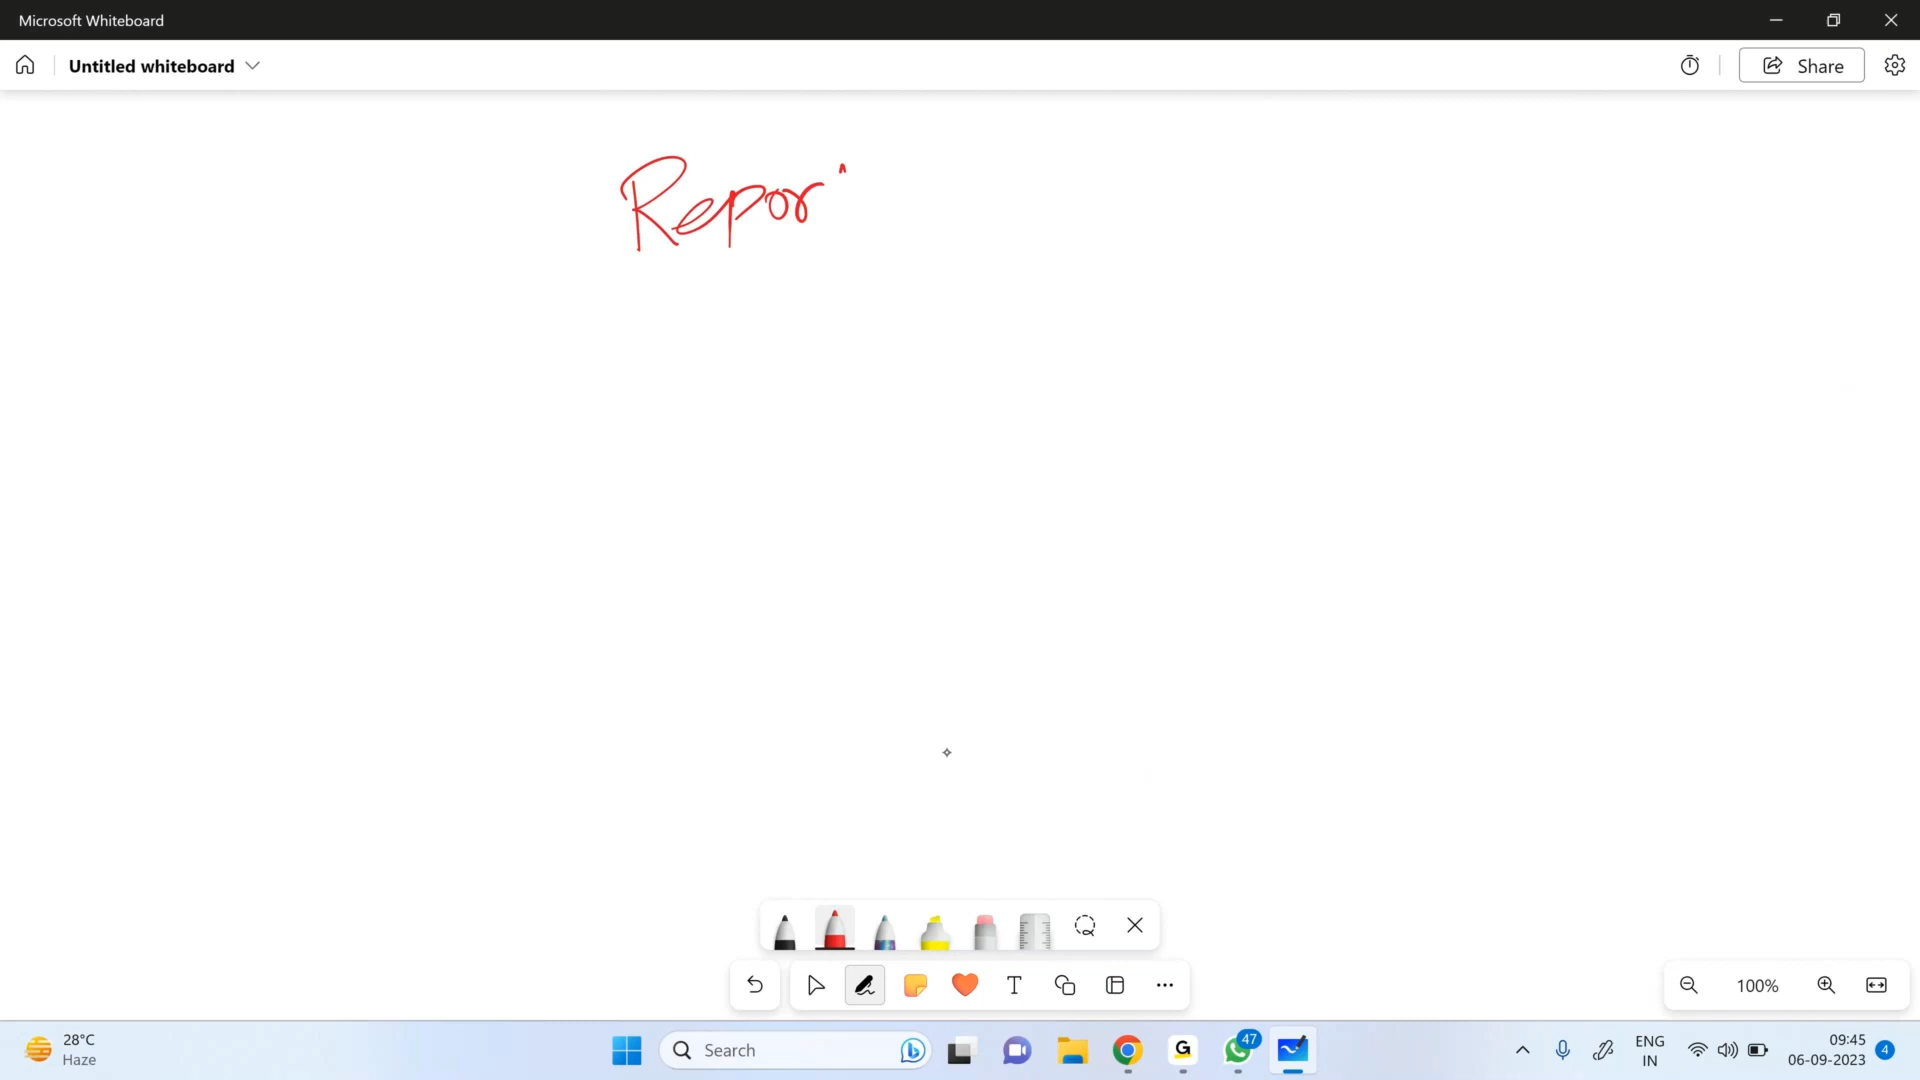 Microsoft Whiteboard
Untitled whiteboard
Share
Repor
T
100%
28°C
Haze
Search
G
47
ENG
IN
09:45
06-09-2023
4